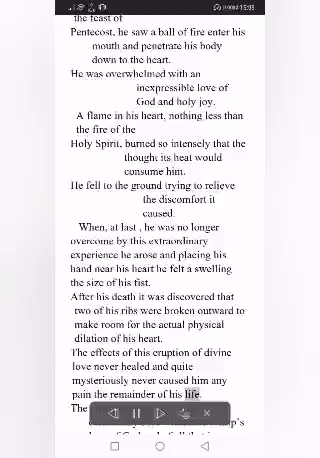 15:09
the feast of
Pentecost, he saw a ball of fire enter his
mouth and penetrate his body
down to the heart.
He was overwhelmed with an
inexpressible love of
God and holy joy.
A flame in his heart, nothing less than
the fire of the
Holy Spirit, burned so intensely that the
thought its heat would
consume him.
He fell to the ground trying to relieve
the discomfort it
caused.
When, at last , he was no longer
overcome by this extraordinary
experience he arose and placing his
hand near his heart he felt a swelling
the size of his fist.
After his death it was discovered that
two of his ribs were broken outward to
make room for the actual physical
dilation of his heart.
The effects of this eruption of divine
love never healed and quite
mysteriously never caused him any
pain the remainder of his life.
The